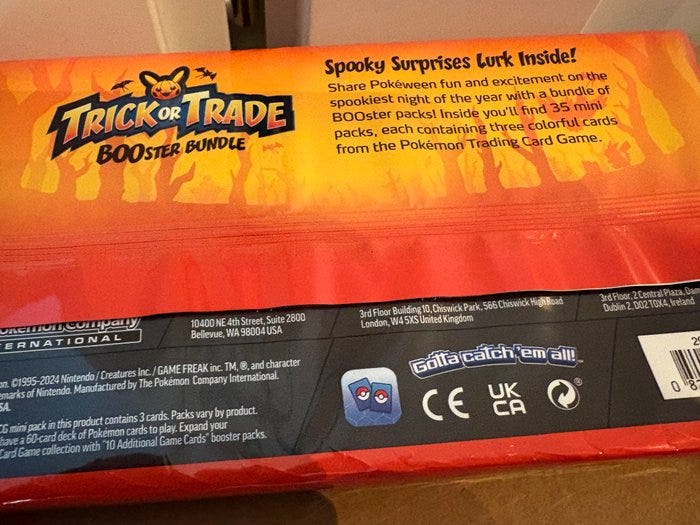 TRICK OR TRADE
BOOSTER BUNDLE
Spooky Surprises Lurk Inside!
Share Pokéween fun and excitement on the
spookiest night of the year with a bundle of
BOOster packs! Inside you'll find 35 mini
packs, each containing three colorful cards
from the Pokémon Trading Card Game.
company
10400 NE 4th Street, Suite 2800
Bellevue, WA 98004 USA
3rd Floor Building 10, Chiswick Park, 566 Chiswick High Road
London, W4 5XS United Kingdom
3rd Floor, 2 Central Plaza,
Dublin 2, D02 T0X4, Ireland
©1995-2024 Nintendo / Creatures Inc. / GAME FREAK inc. TM, ®, and character
of Nintendo. Manufactured by The Pokémon Company International.
mini pack in this product contains 3 cards. Packs vary by product.
have a 60-card deck of Pokémon cards to play. Expand your
Card Game collection with "10 Additional Game Cards" booster packs.
Gotta catch 'em all!
CE UK
CA